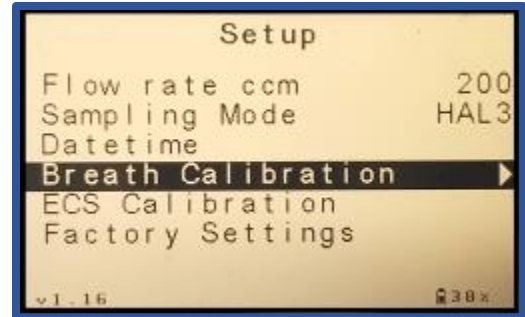 Setup
Flow rate ccm 200
Sampling Mode HAL3
Datetime
Breath Calibration
ECS Calibration
Factory Settings
v1.16 38%